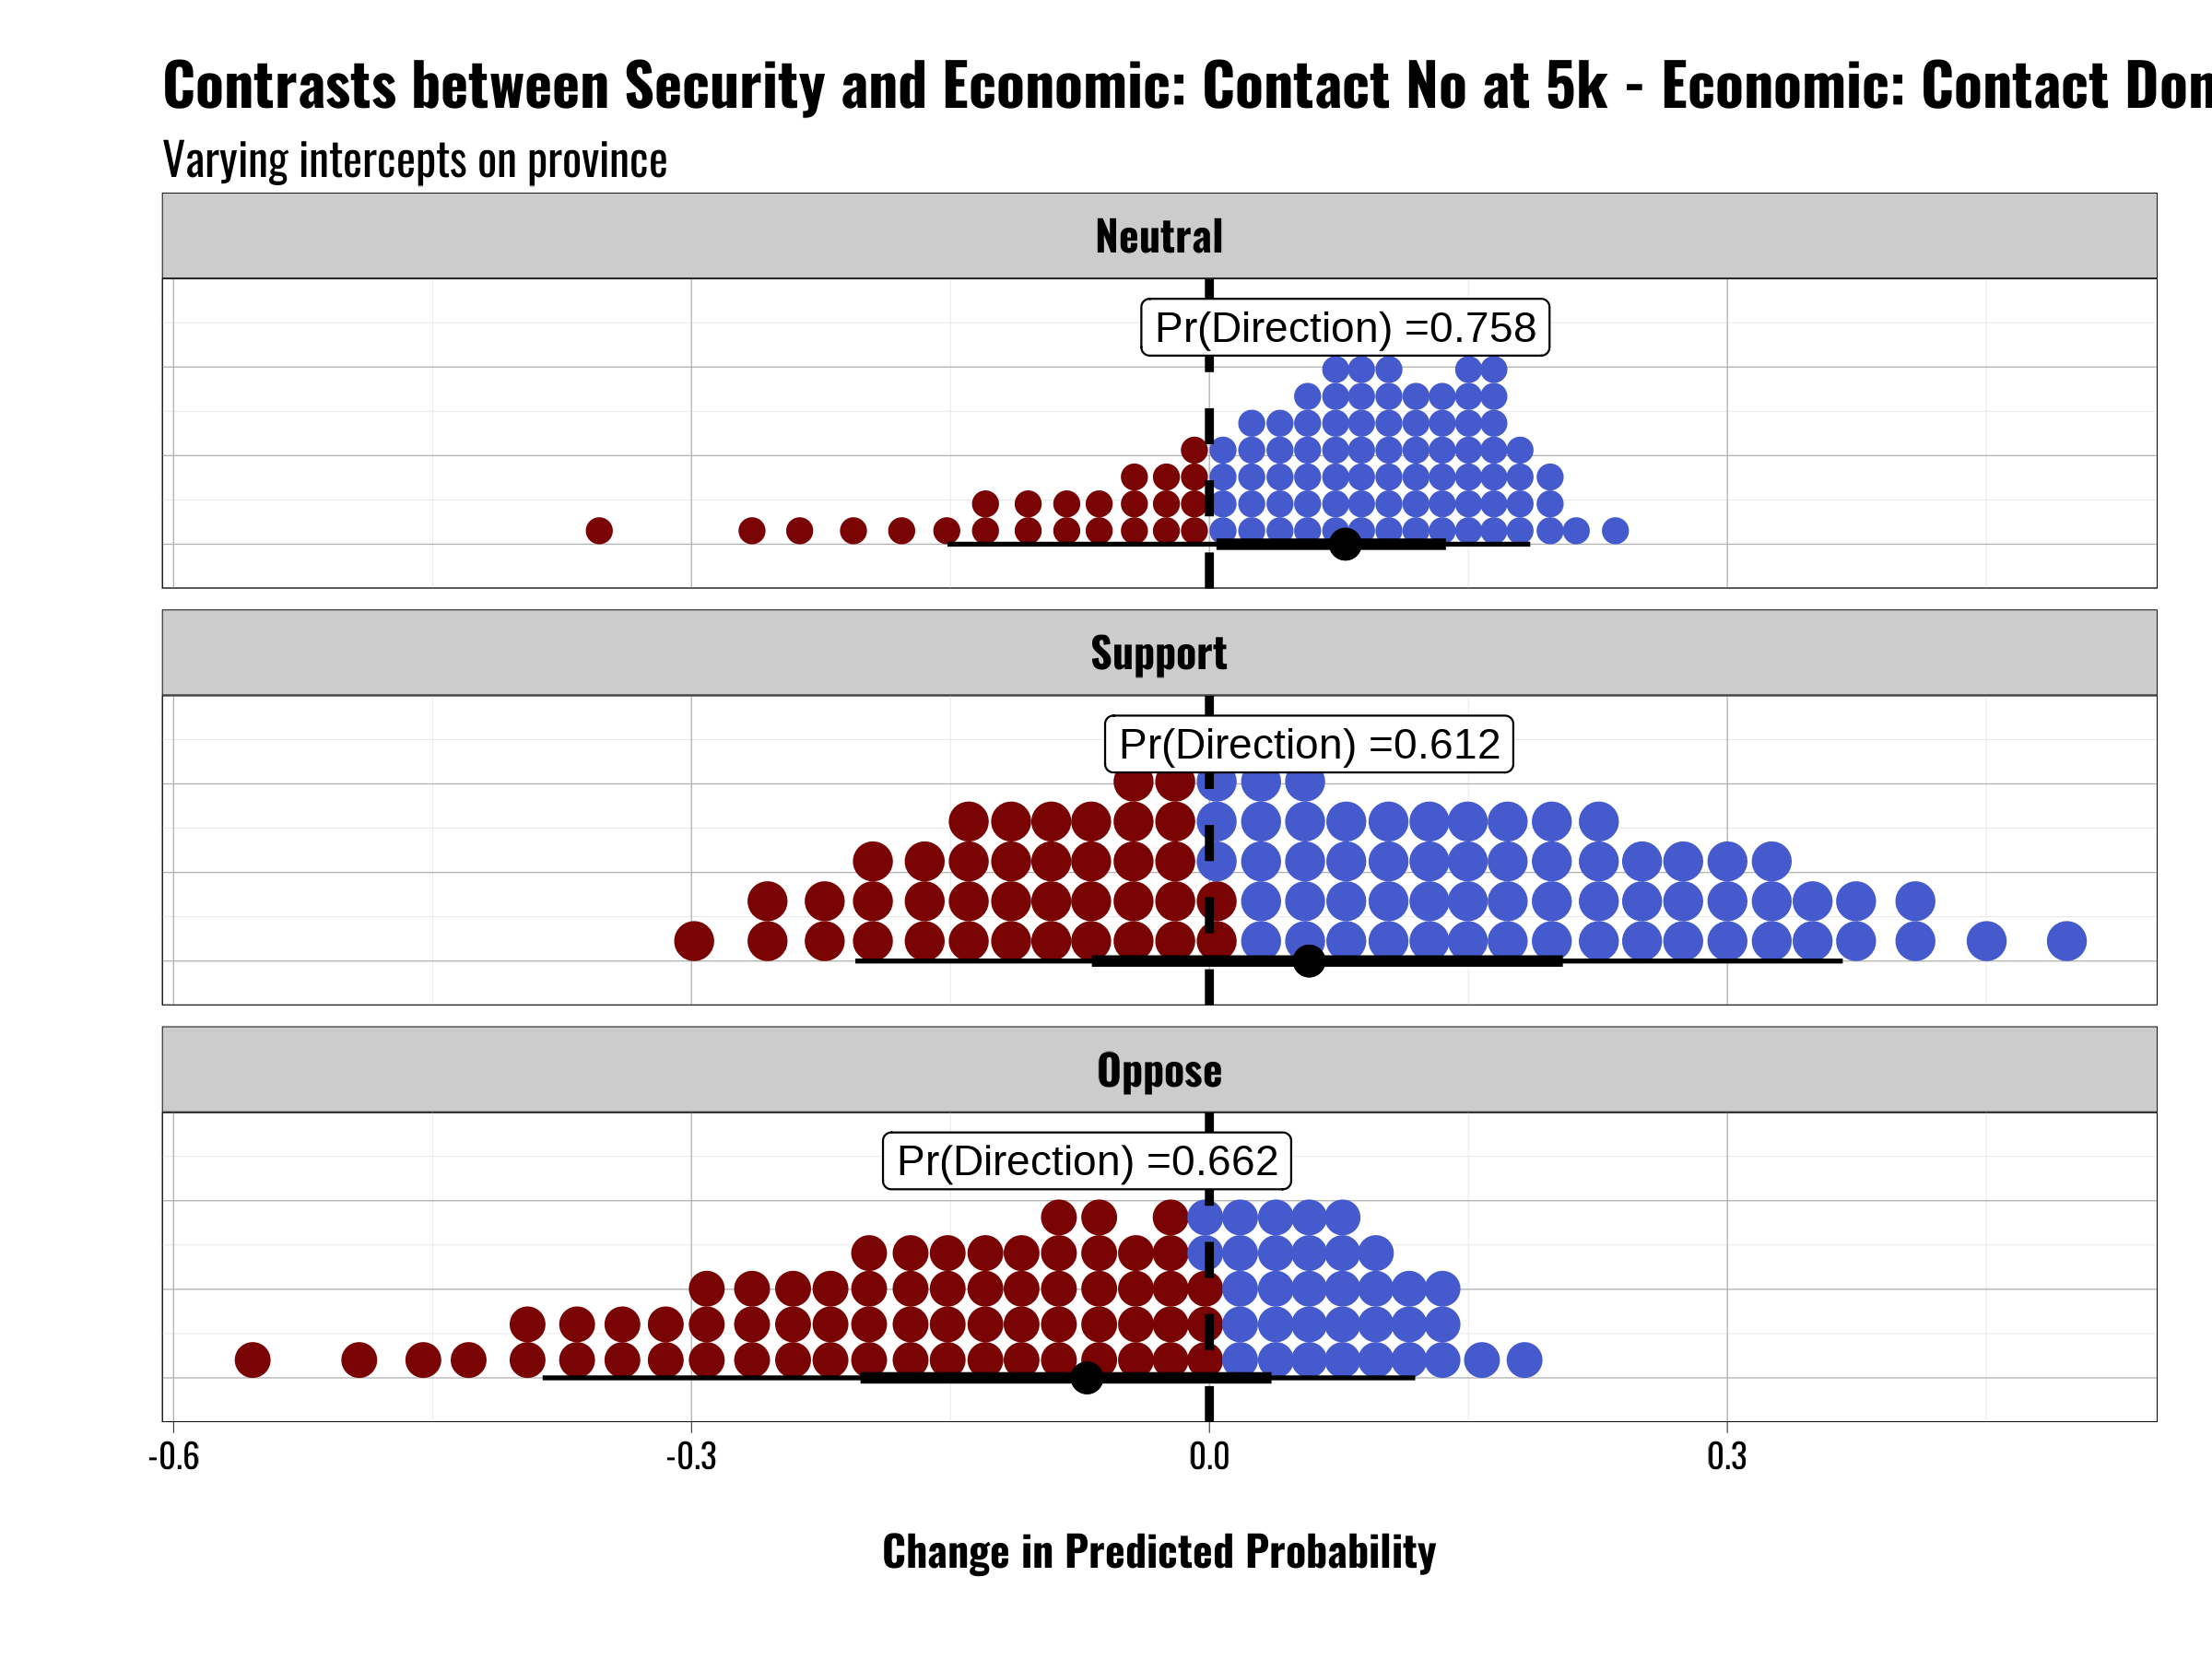 Contrasts between Security and Economic: Contact No at 5k - Economic: Contact Don
Varying intercepts on province
Neutral
Pr(Direction) =0.758
Support
Pr(Direction) =0.612
Oppose
Pr(Direction) =0.662
-0.6 -0.3 0.0 0.3
Change in Predicted Probability